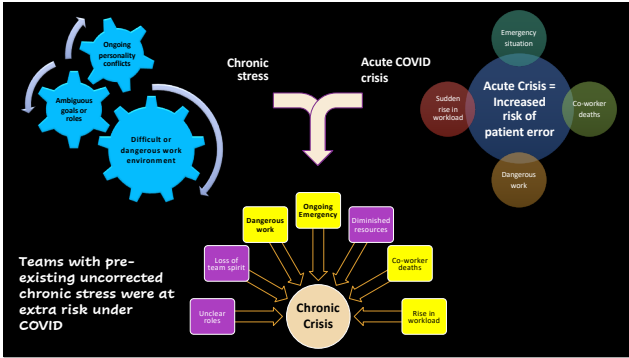 Ongoing
personality
conflicts
Ambiguous
goals or
roles
Difficult or
dangerous work
environment
Chronic
stress
Acute COVID
crisis
Emergency
situation
Sudden
rise in
workload
Acute Crisis =
Increased
risk of
patient error
Co-worker
deaths
Dangerous
work
Teams with pre-
existing uncorrected
chronic stress were at
extra risk under
COVID
Unclear
roles
Loss of
team spirit
Dangerous
work
Ongoing
Emergency
Diminished
resources
Co-worker
deaths
Rise in
workload
Chronic
Crisis